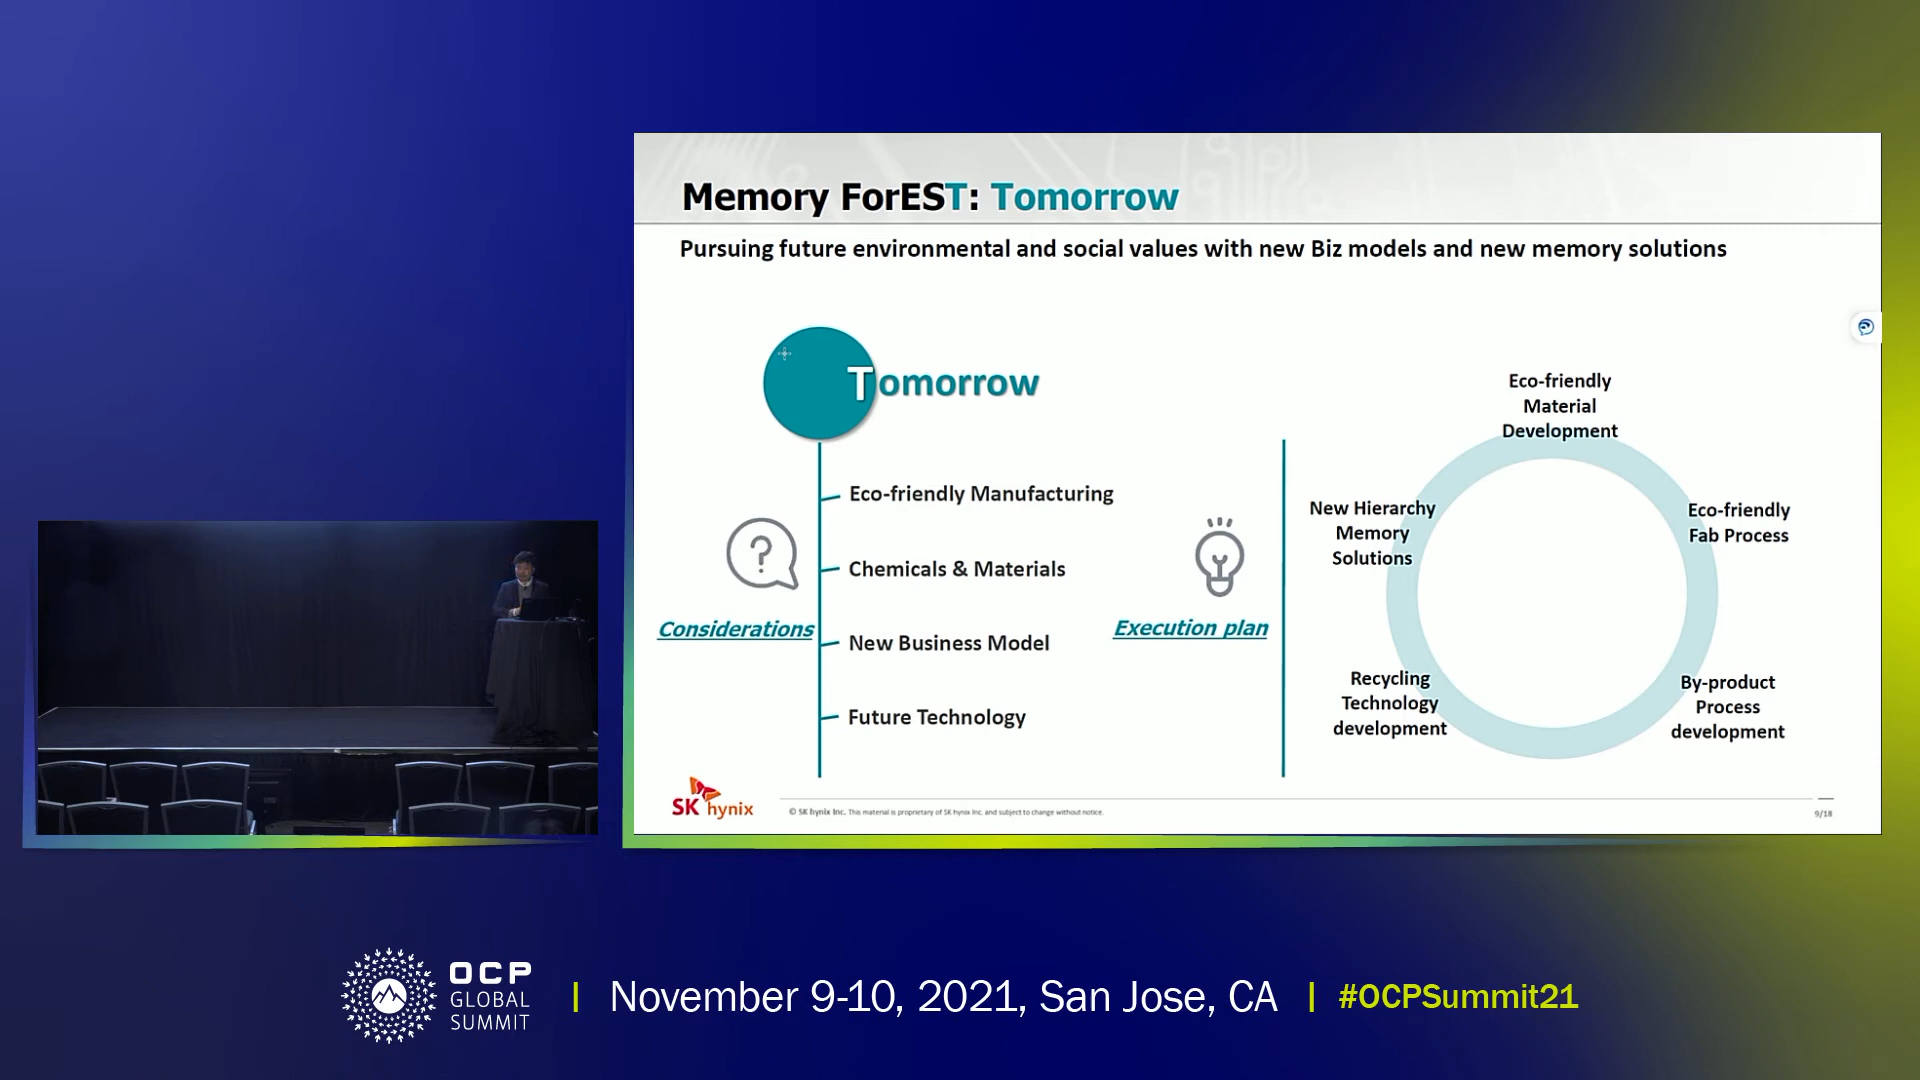 Memory ForEST: Tomorrow
Pursuing future environmental and social values with new Biz models and new memory solutions
Tomorrow
Considerations
Eco-friendly Manufacturing
Chemicals & Materials
New Business Model
Future Technology
Execution plan
Eco-friendly
Material
Development
Eco-friendly
Fab Process
By-product
Process
development
Recycling
Technology
development
New Hierarchy
Memory
Solutions
SK hynix
© SK hynix Inc. This material is proprietary of SK hynix Inc. and subject to change without notice.
9/18
OCP
GLOBAL
SUMMIT
November 9-10, 2021, San Jose, CA
#OCPSummit21